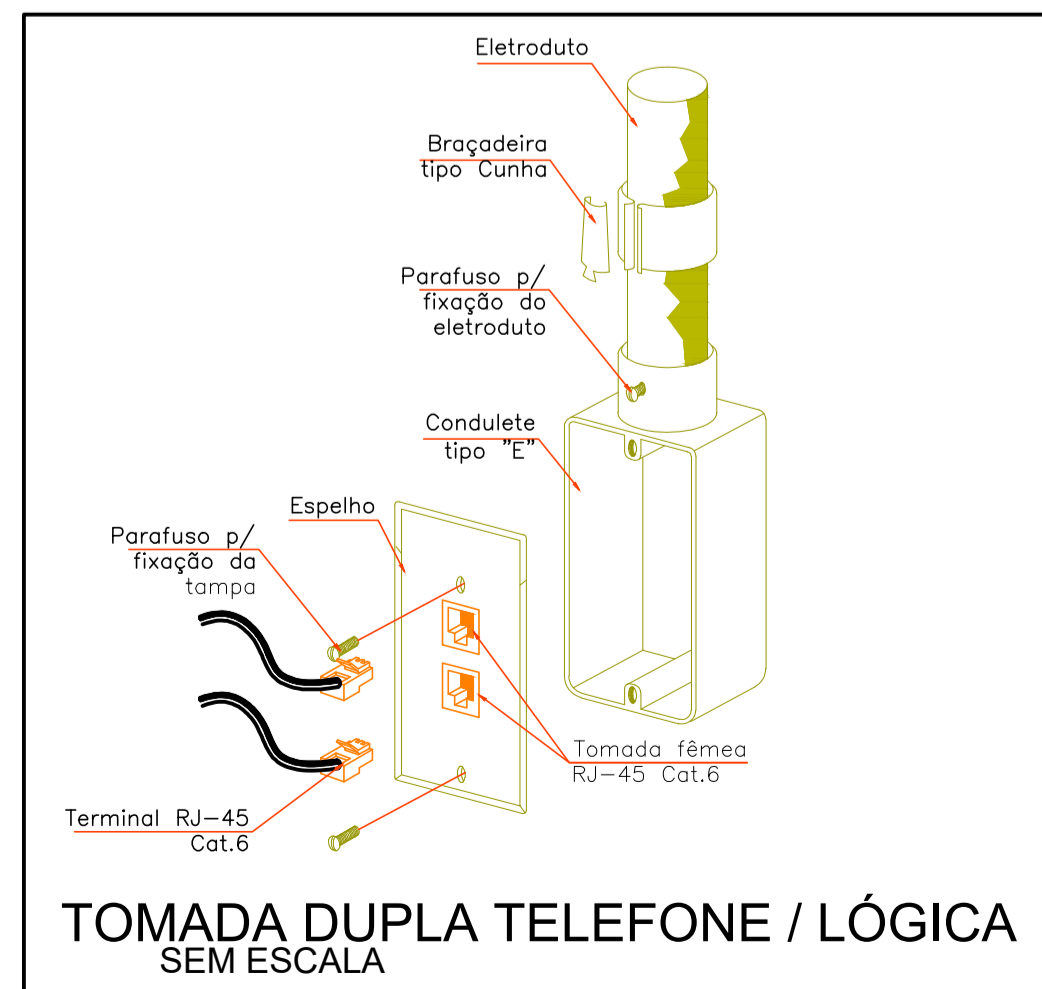 Eletroduto
Braçadeira
tipo Cunha
Parafuso p/
fixação do
eletroduto
Condulete
tipo "E"
Espelho
Parafuso p/
fixação da
tampa
Tomada fêmea
RJ-45 Cat.6
Terminal RJ-45
Cat.6
TOMADA DUPLA TELEFONE / LÓGICA
SEM ESCALA